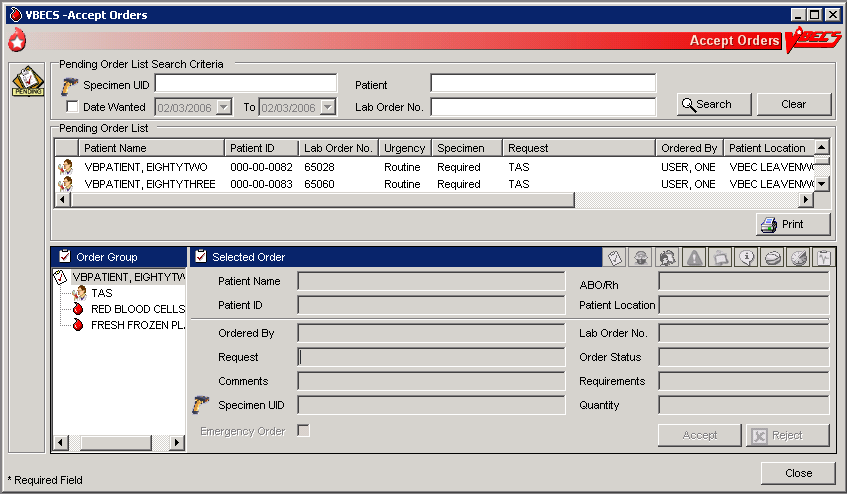 VBECS -Accept Orders
Accept Orders
VBECS
PENDING
Pending Order List Search Criteria
Specimen UID
Patient
Date Wanted 02/03/2006 To 02/03/2006 Lab Order No.
Search Clear
Pending Order List
Patient Name Patient ID Lab Order No. Urgency Specimen Request Ordered By Patient Location
VBPATIENT, EIGHTYTWO 000-00-0082 65028 Routine Required TAS USER, ONE VBEC LEAVENWO
VBPATIENT, EIGHTYTHREE 000-00-0083 65060 Routine Required TAS USER, ONE VBEC LEAVENWO
Print
Order Group
VBPATIENT, EIGHTYTW
TAS
RED BLOOD CELLS
FRESH FROZEN PL
Selected Order
Patient Name ABO/Rh
Patient ID Patient Location
Ordered By Lab Order No.
Request Order Status
Comments Requirements
Specimen UID Quantity
Emergency Order Accept Reject
* Required Field
Close